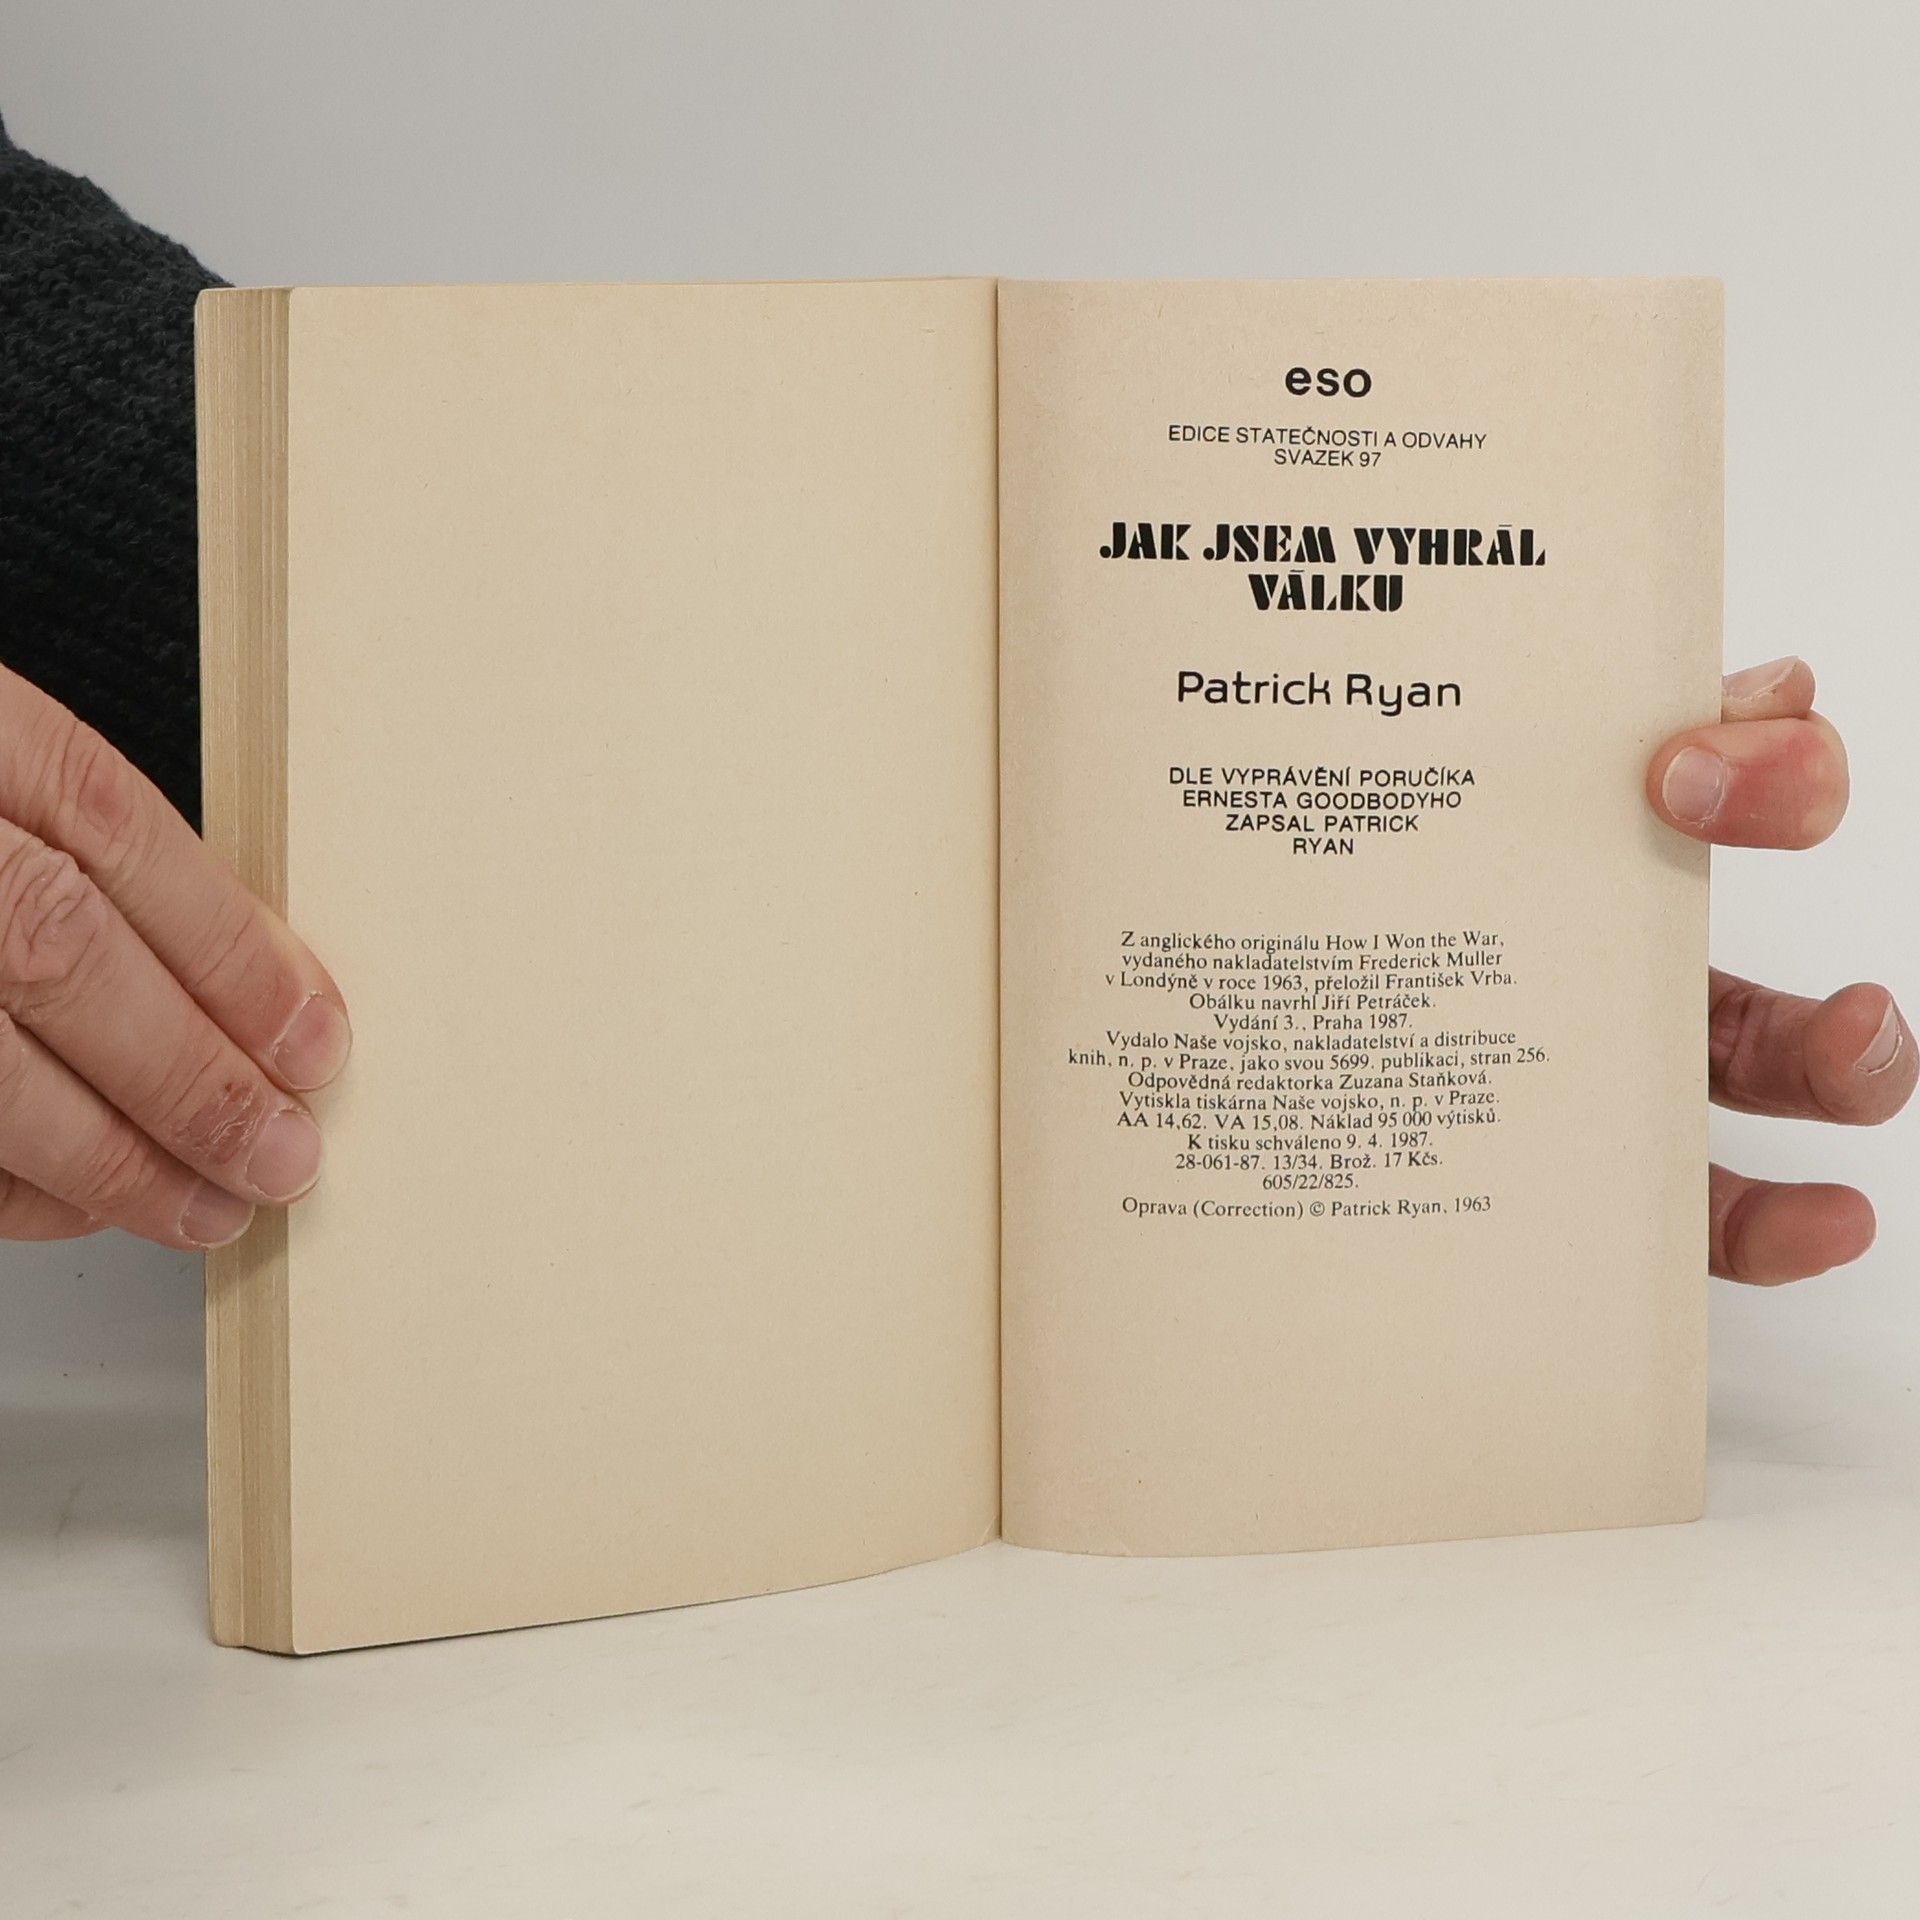 eso
EDICE STATEČNOSTI A ODVAHY
SVAZEK 97
JAK JSEM VYHRÁL
VÁLKU
Patrick Ryan
DLE VYPRÁVĚNÍ PORUČÍKA
ERNESTA GOODBODYHO
ZAPSAL PATRICK
RYAN
Z anglického originálu How I Won the War,
vydaného nakladatelstvím Frederick Muller
v Londýně v roce 1963, přeložil František Vrba.
Obálku navrhl Jiří Petráček.
Vydání 3., Praha 1987.
Vydalo Naše vojsko, nakladatelství a distribuce
knih, n. p. v Praze, jako svou 5699. publikaci, stran 256.
Odpovědná redaktorka Zuzana Staňková.
Vytiskla tiskárna Naše vojsko, n. p. v Praze.
AA 14,62. VA 15,08. Náklad 95 000 výtisků.
K tisku schváleno 9. 4. 1987.
28-061-87. 13/34. Brož. 17 Kčs.
605/22/825.
Oprava (Correction) © Patrick Ryan, 1963